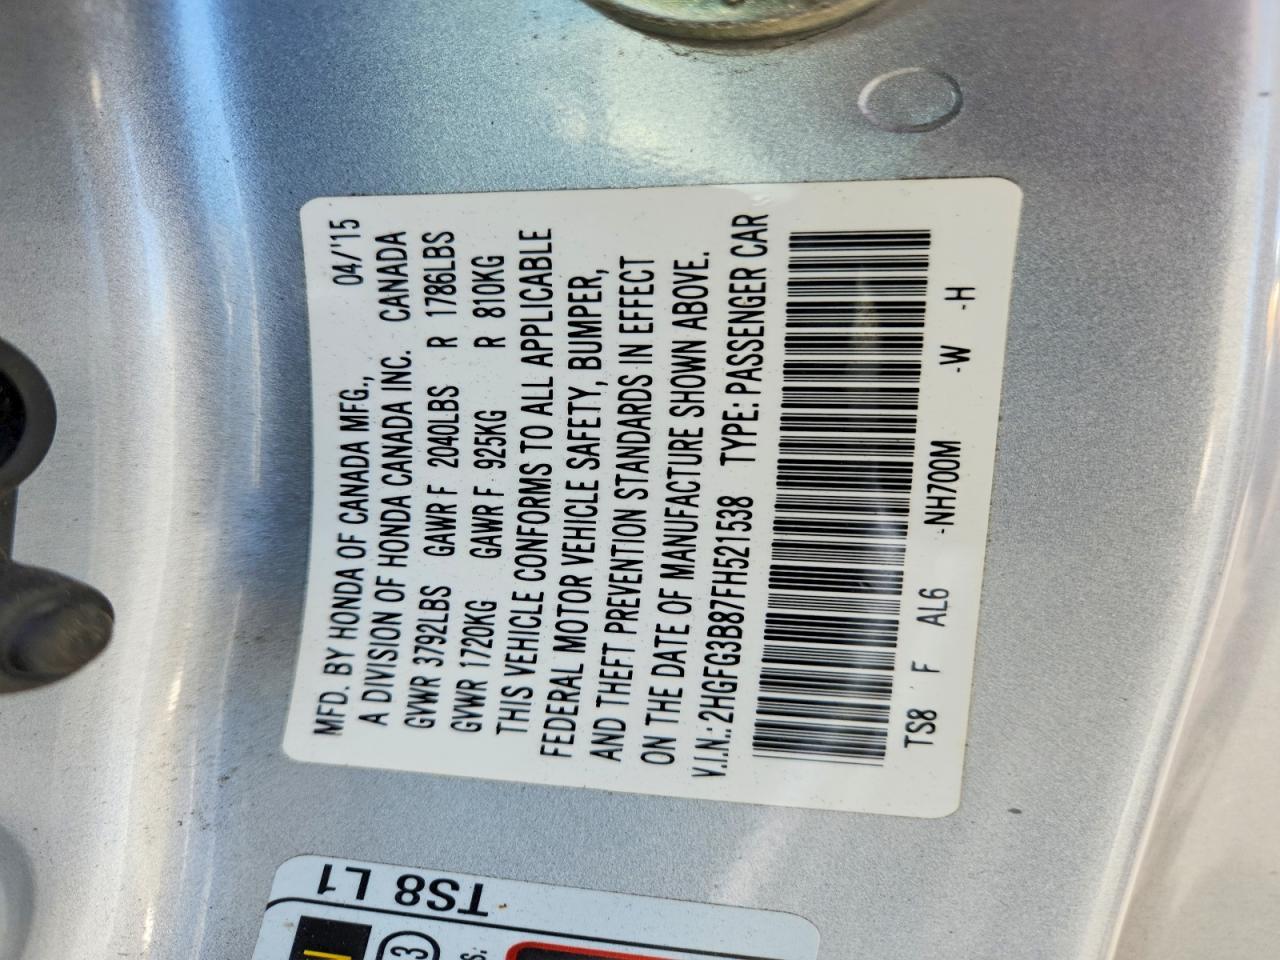 MFD. BY HONDA OF CANADA MFG., 04/'15
A DIVISION OF HONDA CANADA INC. CANADA
GVWR 3792LBS GAWR F 2040LBS R 1786LBS
GVWR 1720KG GAWR F 925KG R 810KG
THIS VEHICLE CONFORMS TO ALL APPLICABLE
FEDERAL MOTOR VEHICLE SAFETY, BUMPER,
AND THEFT PREVENTION STANDARDS IN EFFECT
ON THE DATE OF MANUFACTURE SHOWN ABOVE.
V.I.N.: 2HGFG3B87FH521538 TYPE: PASSENGER CAR
TS8 F AL6 -NH700M -W -H
TS8 L1
3